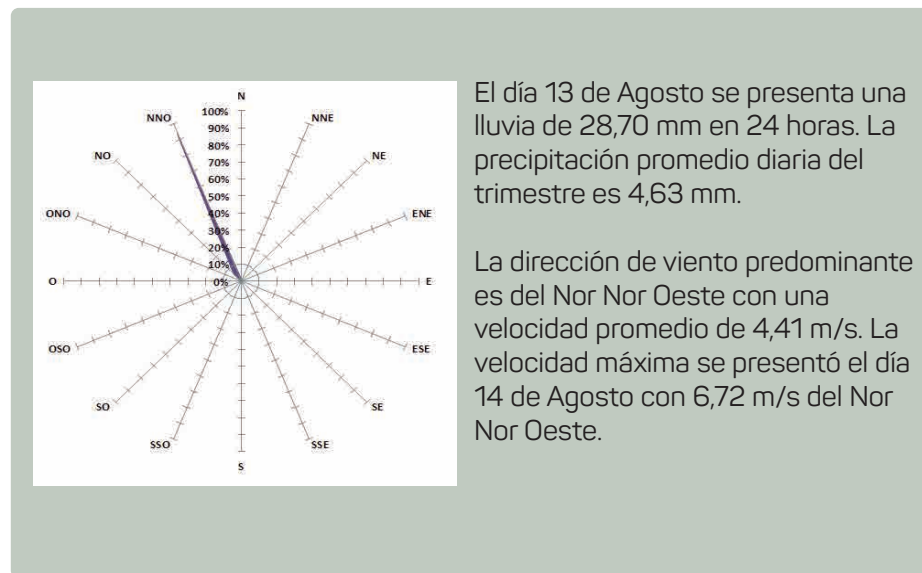 N
100%
NNO
NNE
90%
80%
NO
NE
70%
60%
50%
ONO
ENE
40%
30%
20%
10%
O
0%
E
OSO
ESE
SO
SE
SSO
SSE
S
El día 13 de Agosto se presenta una
lluvia de 28,70 mm en 24 horas. La
precipitación promedio diaria del
trimestre es 4,63 mm.
La dirección de viento predominante
es del Nor Nor Oeste con una
velocidad promedio de 4,41 m/s. La
velocidad máxima se presentó el día
14 de Agosto con 6,72 m/s del Nor
Nor Oeste.